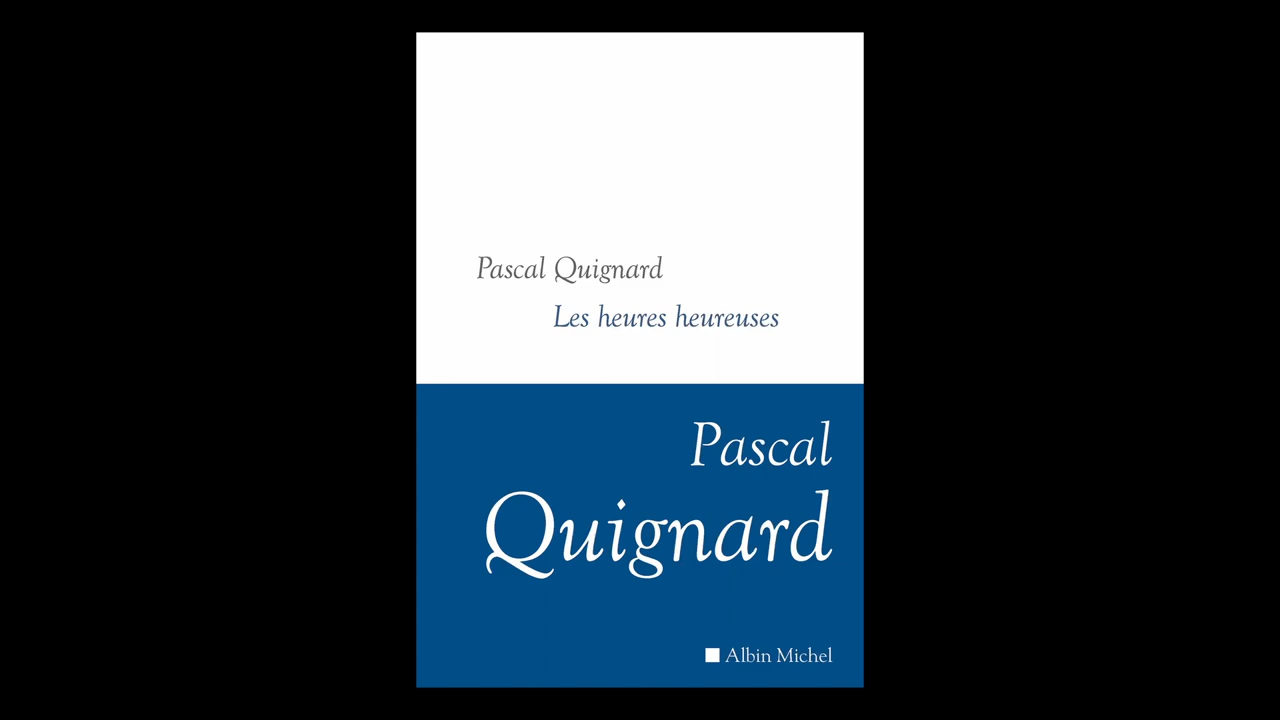 Pascal Quignard
Les heures heureuses
Pascal
Quignard
Albin Michel